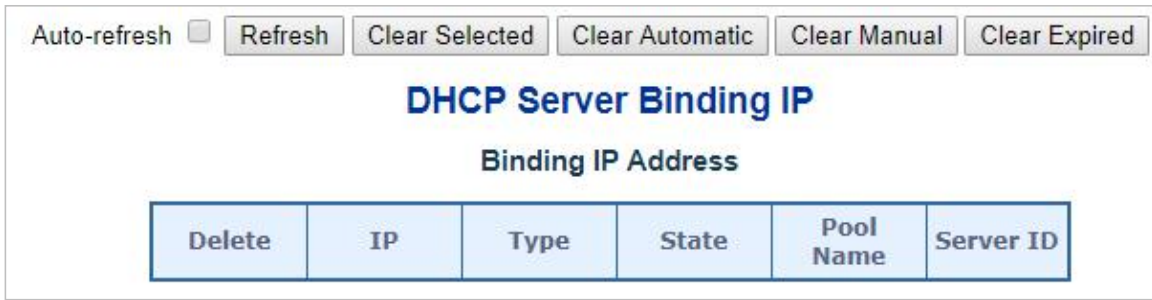 Auto-refresh Refresh Clear Selected Clear Automatic Clear Manual Clear Expired
DHCP Server Binding IP
Binding IP Address
Delete IP Type State Pool Name Server ID